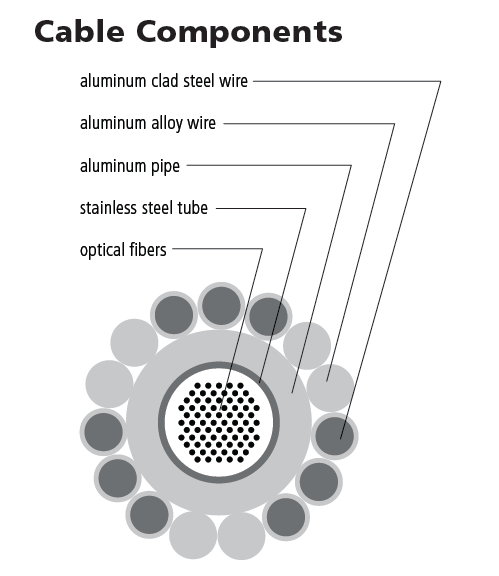 Cable Components
aluminum clad steel wire
aluminum alloy wire
aluminum pipe
stainless steel tube
optical fibers